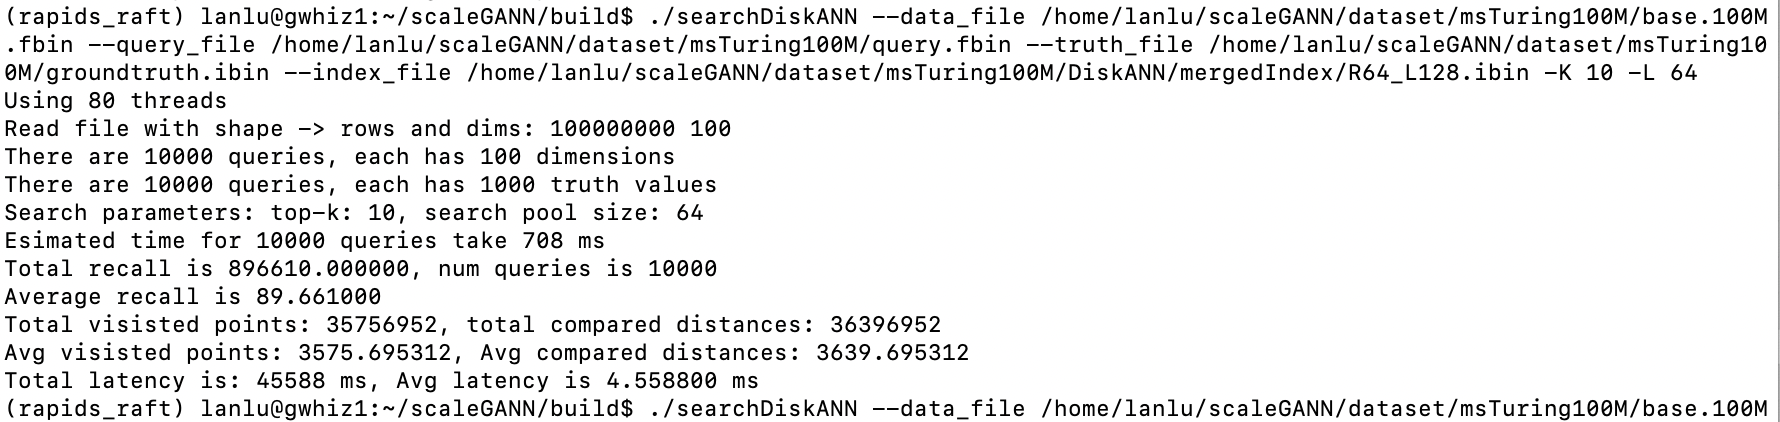 (rapids_raft) lanlu@gwhiz1:~/scaleGANN/build$ ./searchDiskANN --data_file /home/lanlu/scaleGANN/dataset/msTuring100M/base.100M
.fbin --query_file /home/lanlu/scaleGANN/dataset/msTuring100M/query.fbin --truth_file /home/lanlu/scaleGANN/dataset/msTuring10
0M/groundtruth.ibin --index_file /home/lanlu/scaleGANN/dataset/msTuring100M/DiskANN/mergedIndex/R64_L128.ibin -K 10 -L 64
Using 80 threads
Read file with shape -> rows and dims: 100000000 100
There are 10000 queries, each has 100 dimensions
There are 10000 queries, each has 1000 truth values
Search parameters: top-k: 10, search pool size: 64
Esimated time for 10000 queries take 708 ms
Total recall is 896610.000000, num queries is 10000
Average recall is 89.661000
Total visisted points: 35756952, total compared distances: 36396952
Avg visisted points: 3575.695312, Avg compared distances: 3639.695312
Total latency is: 45588 ms, Avg latency is 4.558800 ms
(rapids_raft) lanlu@gwhiz1:~/scaleGANN/build$ ./searchDiskANN --data_file /home/lanlu/scaleGANN/dataset/msTuring100M/base.100M